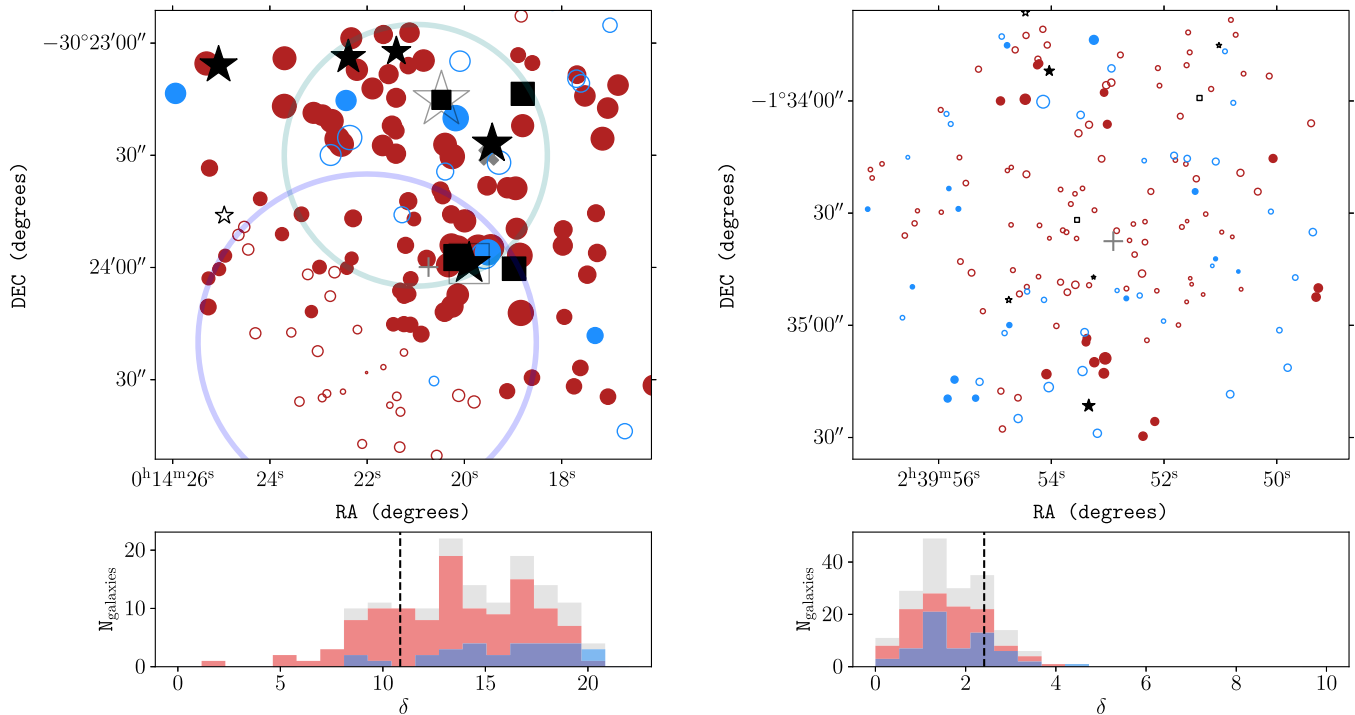 −30°23′00″
30″
24′00″
30″
DEC (degrees)
0ʰ14ᵐ26ˢ 24ˢ 22ˢ 20ˢ 18ˢ
RA (degrees)
−1°34′00″
30″
35′00″
30″
DEC (degrees)
2ʰ39ᵐ56ˢ 54ˢ 52ˢ 50ˢ
RA (degrees)
20
10
0
N_galaxies
0 5 10 15 20
δ
40
20
0
N_galaxies
0 2 4 6 8 10
δ